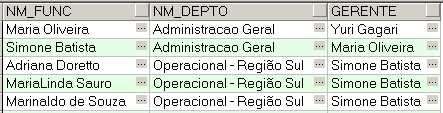 NM_FUNC NM_DEPTO GERENTE
Maria Oliveira Administracao Geral Yuri Gagari
Simone Batista Administracao Geral Maria Oliveira
Adriana Doretto Operacional - Região Sul Simone Batista
MariaLinda Sauro Operacional - Região Sul Simone Batista
Marinaldo de Souza Operacional - Região Sul Simone Batista